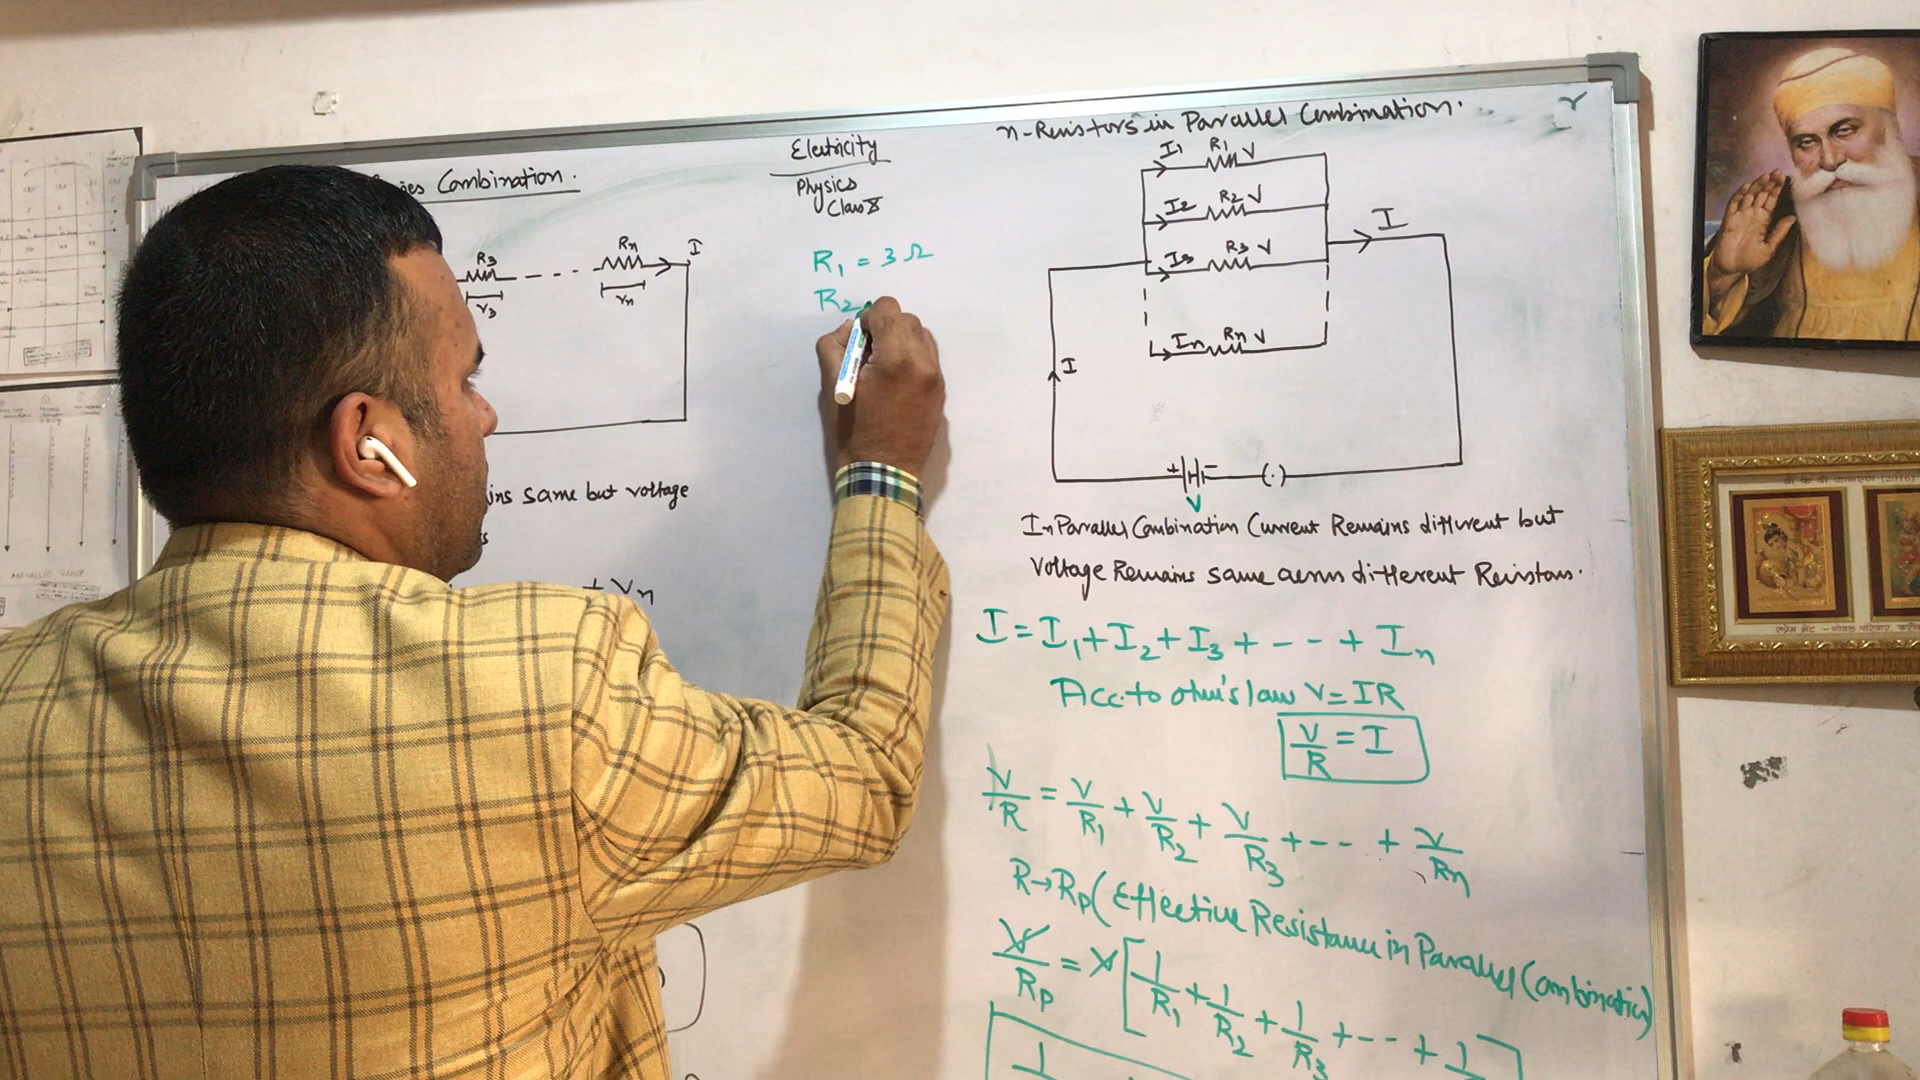 ries Combination.
R3
Rn
I
V3
Vn
ins same but voltage
+ Vn
Electricity
Physics
Class X
R1 = 3 Ω
R2
n-Resistors in Parallel Combination.
I1 R1 V
I2 R2 V
I3 R3 V
In Rn V
I
I
+ -
(·)
V
In Parallel Combination Current Remains different but
Voltage Remains same across different Resistors.
I = I1 + I2 + I3 + -- + In
Acc. to ohm's law V = IR
V/R = I
V/R = V/R1 + V/R2 + V/R3 + -- + V/Rn
R→Rp (Effective Resistance in Parallel Combination)
V/Rp = V[1/R1 + 1/R2 + 1/R3 + -- + 1
1